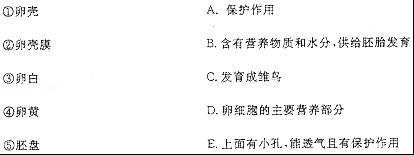 ①卵壳 A. 保护作用
②卵壳膜 B. 含有营养物质和水分,供给胚胎发育
③卵白 C. 发育成雏鸟
④卵黄 D. 卵细胞的主要营养部分
⑤胚盘 E. 上面有小孔,能透气且有保护作用